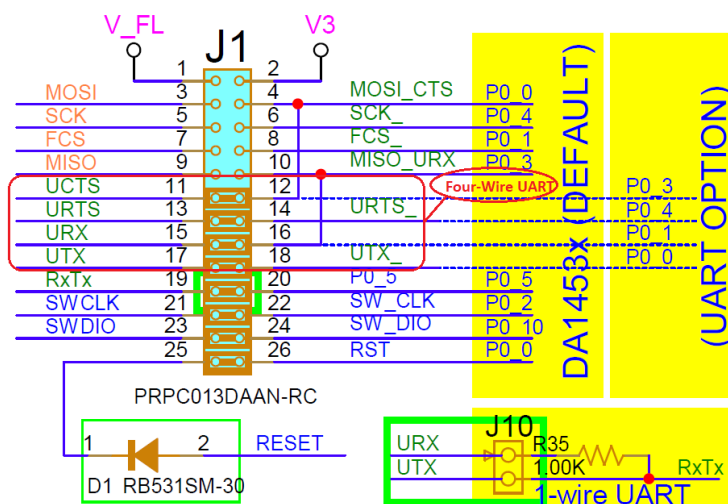 V_FL J1 V3
1 2
MOSI 3 4 MOSI_CTS P0_0
SCK 5 6 SCK_ P0_4
FCS 7 8 FCS_ P0_1
MISO 9 10 MISO_URX P0_3
UCTS 11 12 Four-Wire UART P0_3
URTS 13 14 URTS_ P0_4
URX 15 16 P0_1
UTX 17 18 UTX_ P0_0
RxTx 19 20 P0_5 P0_5
SWCLK 21 22 SW_CLK P0_2
SWDIO 23 24 SW_DIO P0_10
25 26 RST P0_0
DA1453x (DEFAULT)
(UART OPTION)
PRPC013DAAN-RC
1 2 RESET
D1 RB531SM-30
J10
URX R35
UTX 1.00K RxTx
1-wire UART